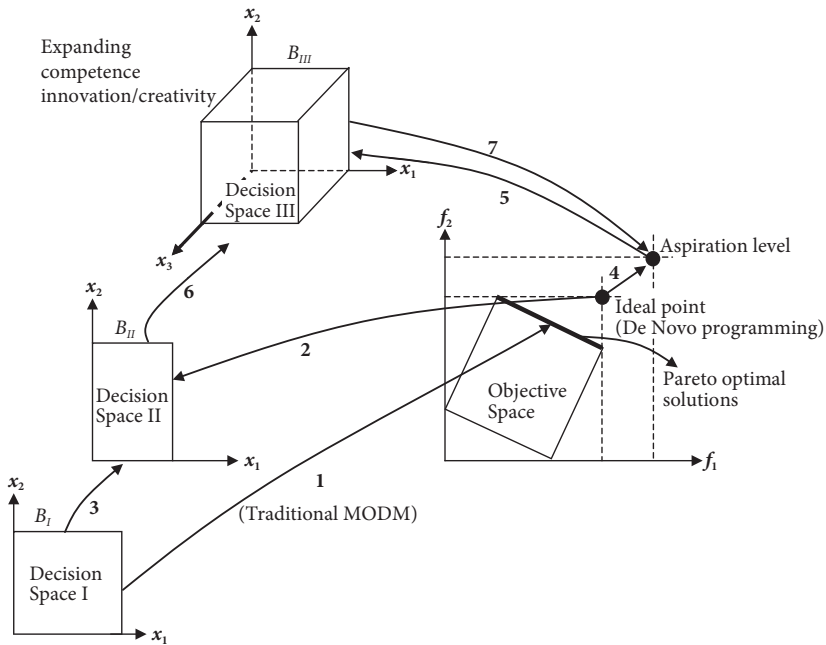 x2
Expanding
competence
innovation/creativity
BIII
7
x1
5
Decision
Space III
f2
Aspiration level
x3
4
6
x2
Ideal point
(De Novo programming)
BII
2
Pareto optimal
solutions
Decision
Space II
Objective
Space
x1
f1
1
x2
3
(Traditional MODM)
BI
Decision
Space I
x1